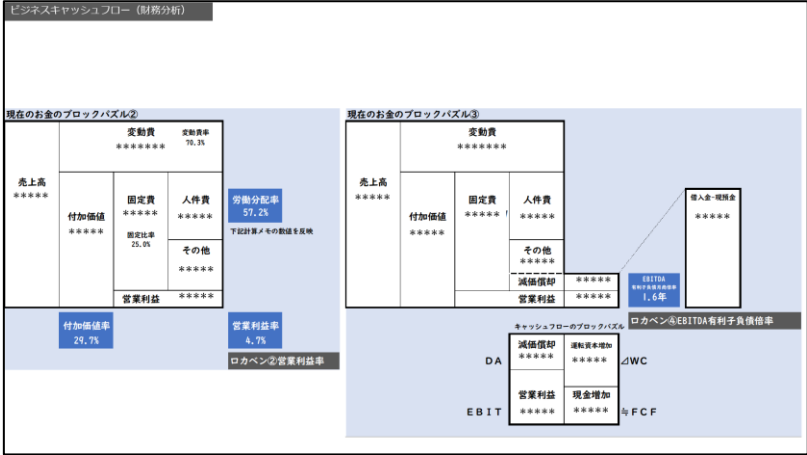 ビジネスキャッシュフロー（財務分析）
現在のお金のブロックパズル②
変動費 変動費率
******* 70.3%
売上高
*****
付加価値
*****
固定費
*****
固定比率
25.0%
人件費
*****
その他
*****
営業利益 *****
労働分配率
57.2%
下記計算メモの数値を反映
付加価値率
29.7%
営業利益率
4.7%
ロカベン②営業利益率
現在のお金のブロックパズル③
変動費
*******
売上高
*****
付加価値
*****
固定費
*****
人件費
*****
その他
*****
減価償却 *****
営業利益 *****
借入金-現預金
*****
EBITDA
1.6年
ロカベン④EBITDA有利子負債倍率
キャッシュフローのブロックパズル
DA
減価償却
*****
運転資本増加
*****
⊿WC
EBIT
営業利益
*****
現金増加
*****
≒FCF